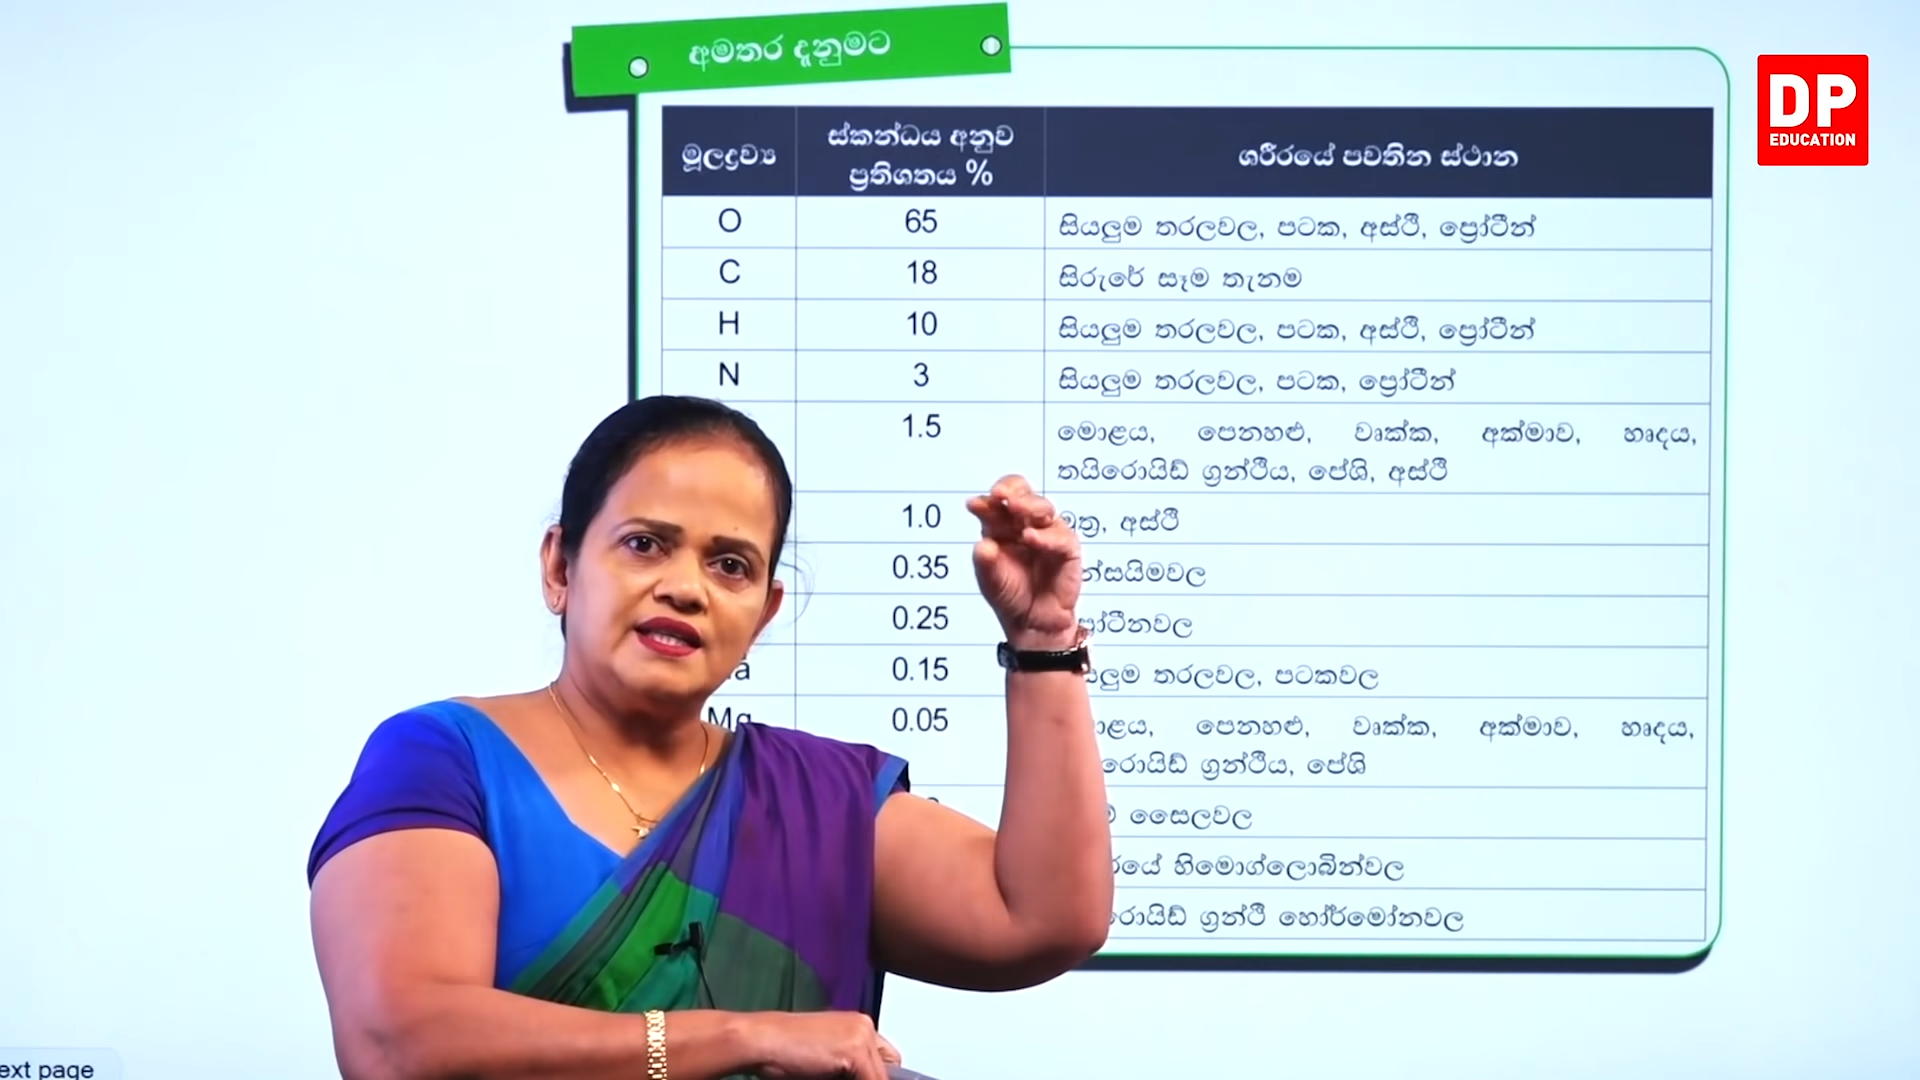 අමතර දැනුමට
DP
EDUCATION
මූලද්‍රව්‍ය
ස්කන්ධය අනුව
ප්‍රතිශතය %
ශරීරයේ පවතින ස්ථාන
O 65 සියලුම තරලවල, පටක, අස්ථි, ප්‍රෝටීන්
C 18 සිරුරේ සෑම තැනම
H 10 සියලුම තරලවල, පටක, අස්ථි, ප්‍රෝටීන්
N 3 සියලුම තරලවල, පටක, ප්‍රෝටීන්
1.5 මොළය, පෙනහළු, වෘක්ක, අක්මාව, හෘදය,
තයිරොයිඩ් ග්‍රන්ථිය, පේශි, අස්ථි
1.0 අස්ථි
0.35
0.25
0.15 තරලවල, පටකවල
Mg 0.05 පෙනහළු, වෘක්ක, අක්මාව, හෘදය,
ග්‍රන්ථිය, පේශි
සෛලවල
හිමොග්ලොබින්වල
ග්‍රන්ථි හෝර්මෝනවල
page